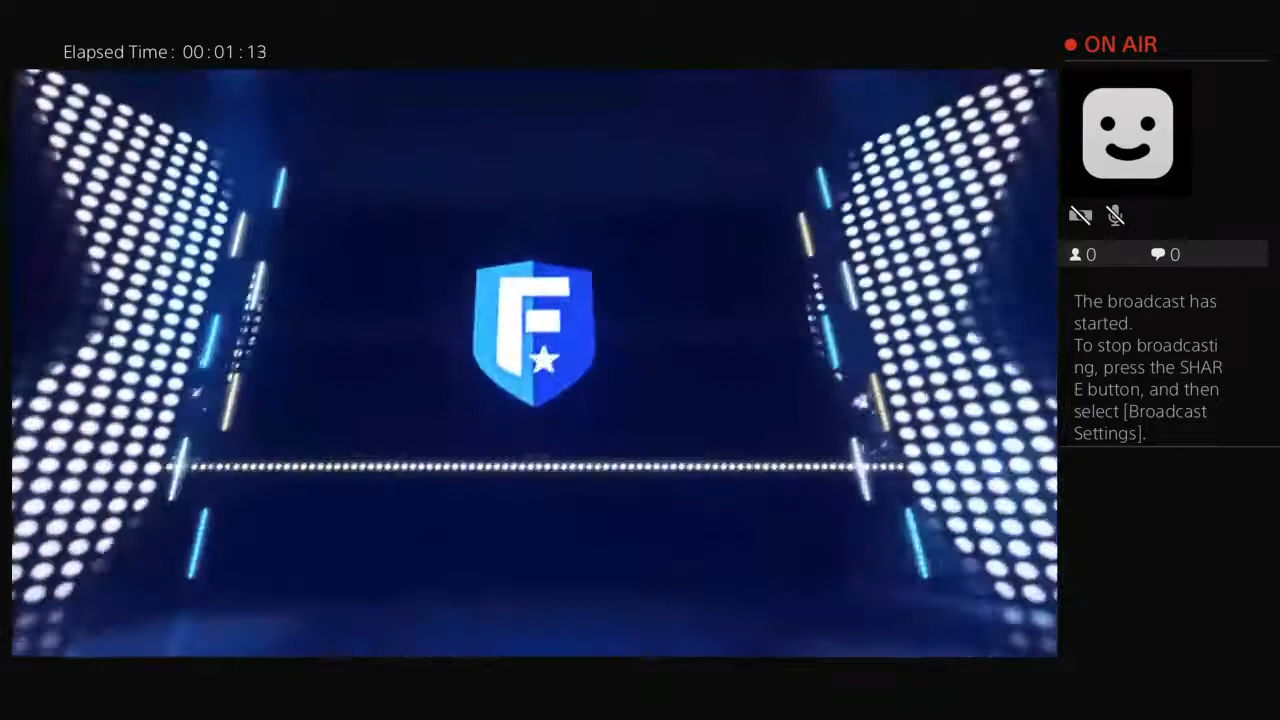 Elapsed Time: 00:01:13
ON AIR
F
0 0
The broadcast has
started.
To stop broadcasti
ng, press the SHAR
E button, and then
select [Broadcast
Settings].